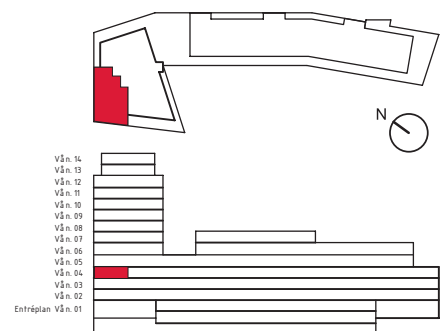 N
Vån. 14
Vån. 13
Vån. 12
Vån. 11
Vån. 10
Vån. 09
Vån. 08
Vån. 07
Vån. 06
Vån. 05
Vån. 04
Vån. 03
Vån. 02
Entréplan Vån. 01